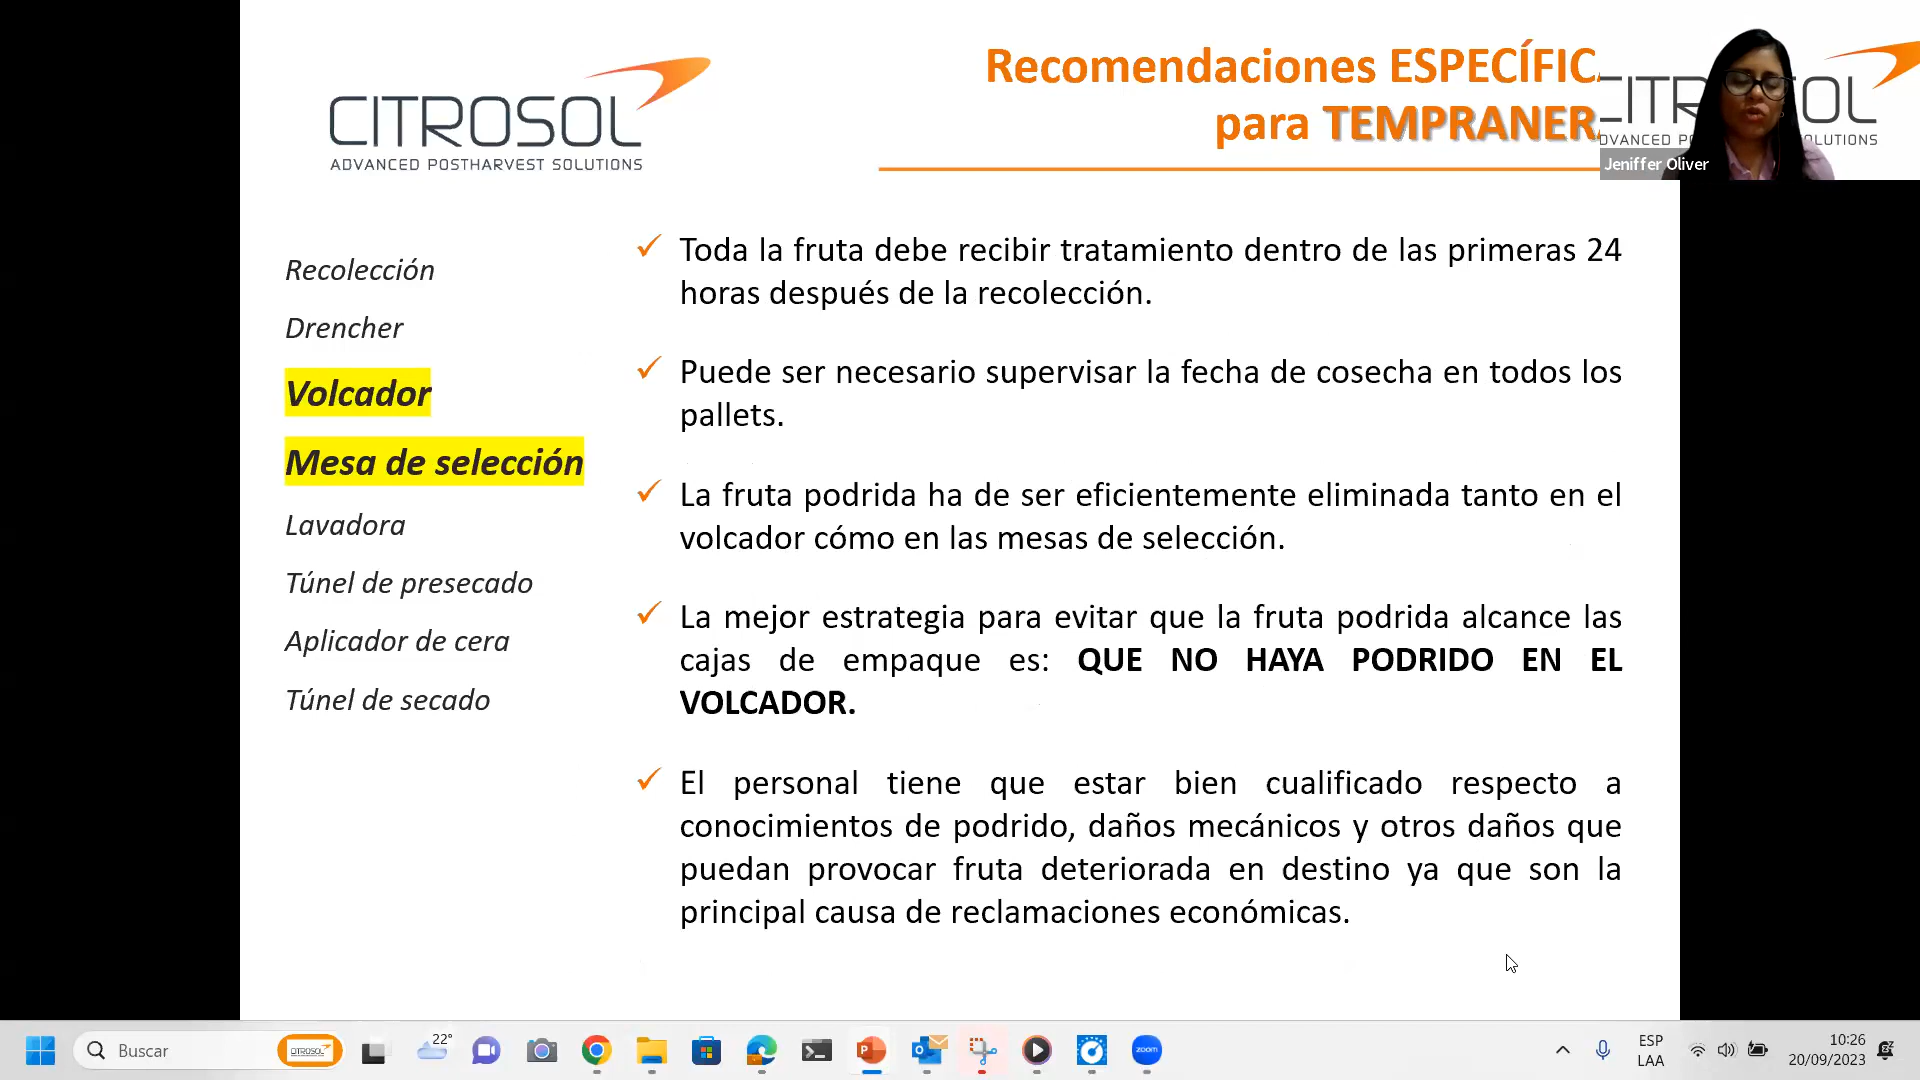 CITROSOL
ADVANCED POSTHARVEST SOLUTIONS
Recomendaciones ESPECÍFIC
para TEMPRANER
OL
Jeniffer Oliver
Recolección
Drencher
Volcador
Mesa de selección
Lavadora
Túnel de presecado
Aplicador de cera
Túnel de secado
Toda la fruta debe recibir tratamiento dentro de las primeras 24
horas después de la recolección.
Puede ser necesario supervisar la fecha de cosecha en todos los
pallets.
La fruta podrida ha de ser eficientemente eliminada tanto en el
volcador cómo en las mesas de selección.
La mejor estrategia para evitar que la fruta podrida alcance las
cajas de empaque es: QUE NO HAYA PODRIDO EN EL
VOLCADOR.
El personal tiene que estar bien cualificado respecto a
conocimientos de podrido, daños mecánicos y otros daños que
puedan provocar fruta deteriorada en destino ya que son la
principal causa de reclamaciones económicas.
Buscar
CITROSOL
22°
zoom
ESP
LAA
10:26
20/09/2023